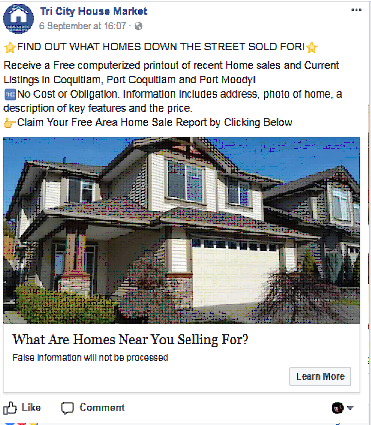 Tri City House Market
6 September at 16:07
FIND OUT WHAT HOMES DOWN THE STREET SOLD FOR!
Receive a Free computerized printout of recent Home sales and Current
Listings in Coquitlam, Port Coquitlam and Port Moody!
No Cost or Obligation. Information includes address, photo of home, a
description of key features and the price.
Claim Your Free Area Home Sale Report by Clicking Below
What Are Homes Near You Selling For?
False information will not be processed
Learn More
Like Comment